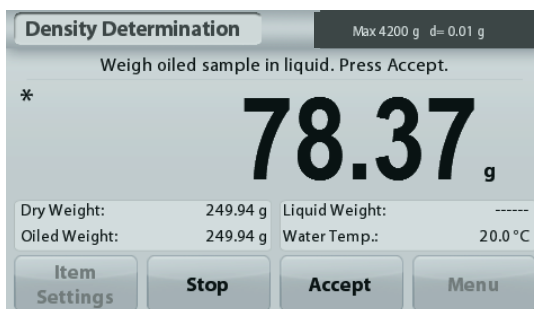 Density Determination
Max 4200 g d= 0.01 g
Weigh oiled sample in liquid. Press Accept.
*
78.37 g
Dry Weight: 249.94 g Liquid Weight: ------
Oiled Weight: 249.94 g Water Temp.: 20.0 °C
Item Settings
Stop
Accept
Menu